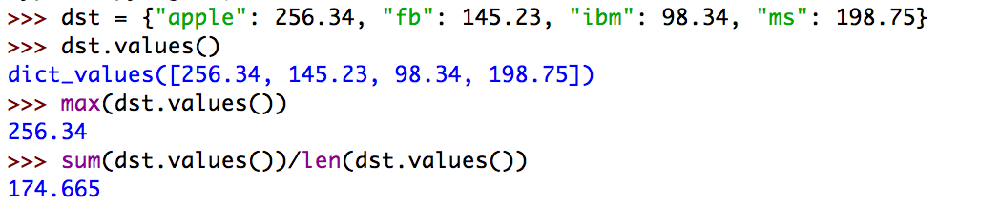 >>> dst = {"apple": 256.34, "fb": 145.23, "ibm": 98.34, "ms": 198.75}
>>> dst.values()
dict_values([256.34, 145.23, 98.34, 198.75])
>>> max(dst.values())
256.34
>>> sum(dst.values())/len(dst.values())
174.665